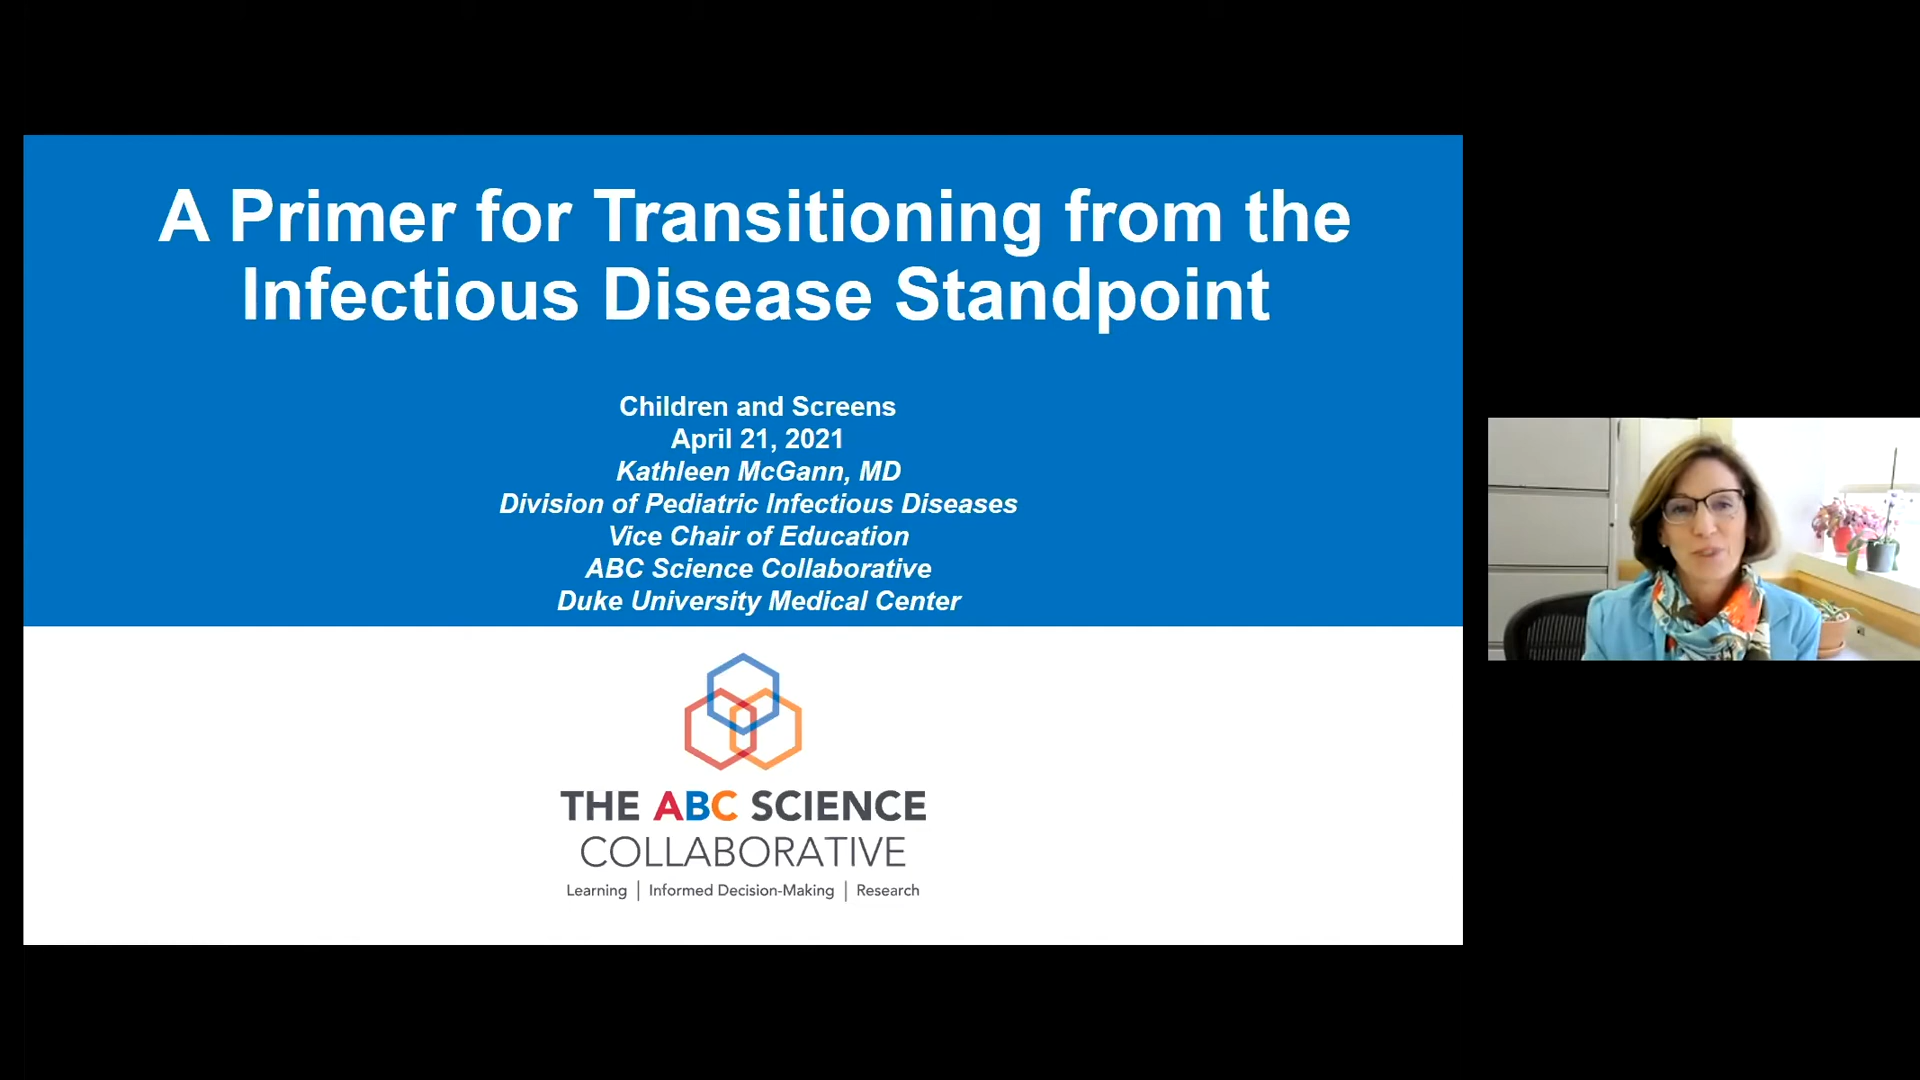 A Primer for Transitioning from the
Infectious Disease Standpoint
Children and Screens
April 21, 2021
Kathleen McGann, MD
Division of Pediatric Infectious Diseases
Vice Chair of Education
ABC Science Collaborative
Duke University Medical Center
THE ABC SCIENCE
COLLABORATIVE
Learning | Informed Decision-Making | Research